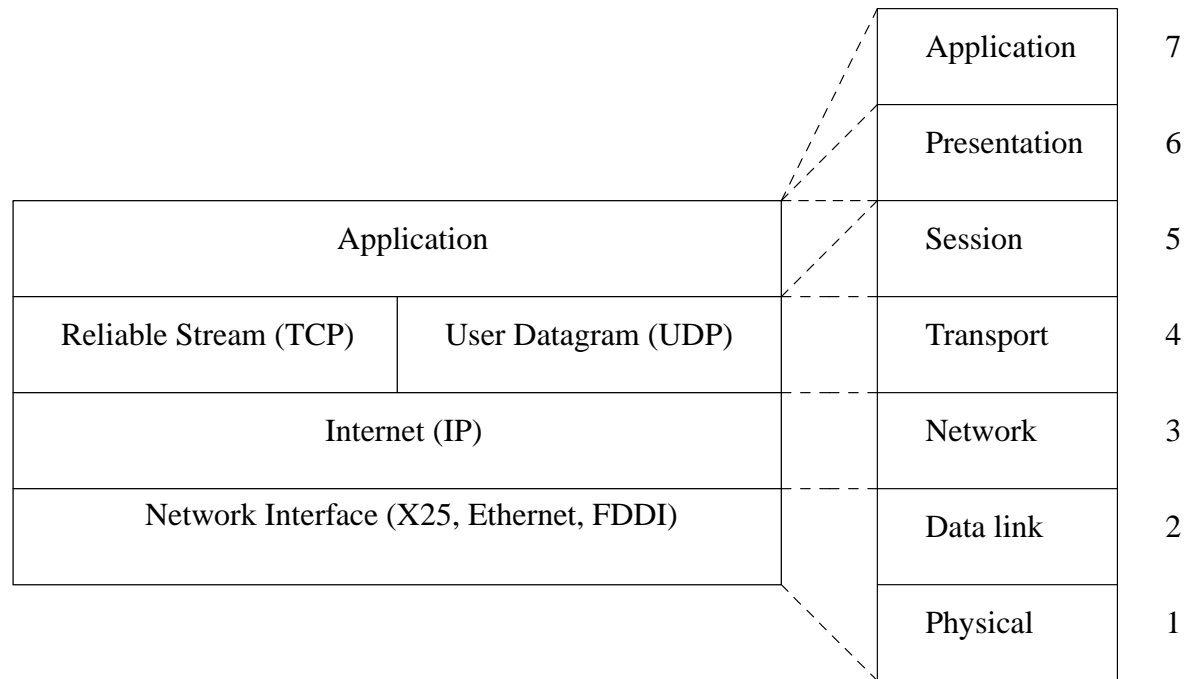 Application 7
Presentation 6
Application
Session 5
Reliable Stream (TCP) User Datagram (UDP)
Transport 4
Internet (IP)
Network 3
Network Interface (X25, Ethernet, FDDI)
Data link 2
Physical 1